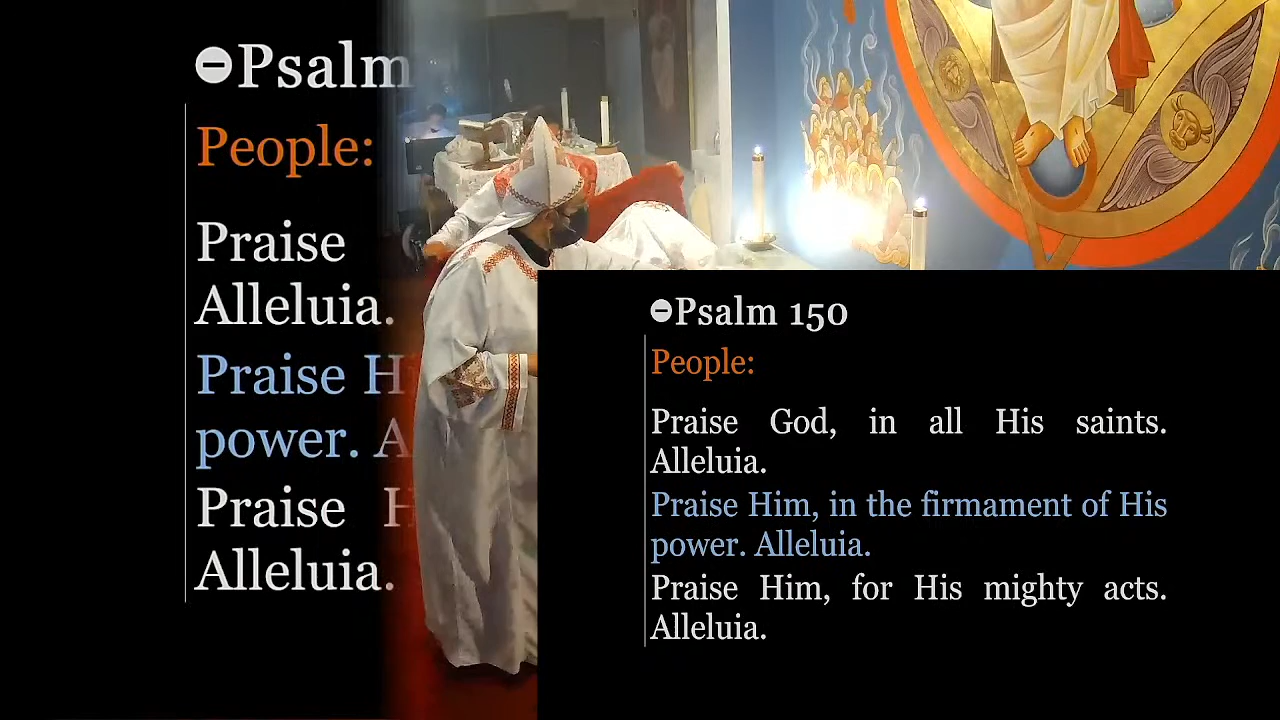 Psalm
People:
Praise
Alleluia.
Praise H
power. A
Praise H
Alleluia.
Psalm 150
People:
Praise God, in all His saints.
Alleluia.
Praise Him, in the firmament of His
power. Alleluia.
Praise Him, for His mighty acts.
Alleluia.